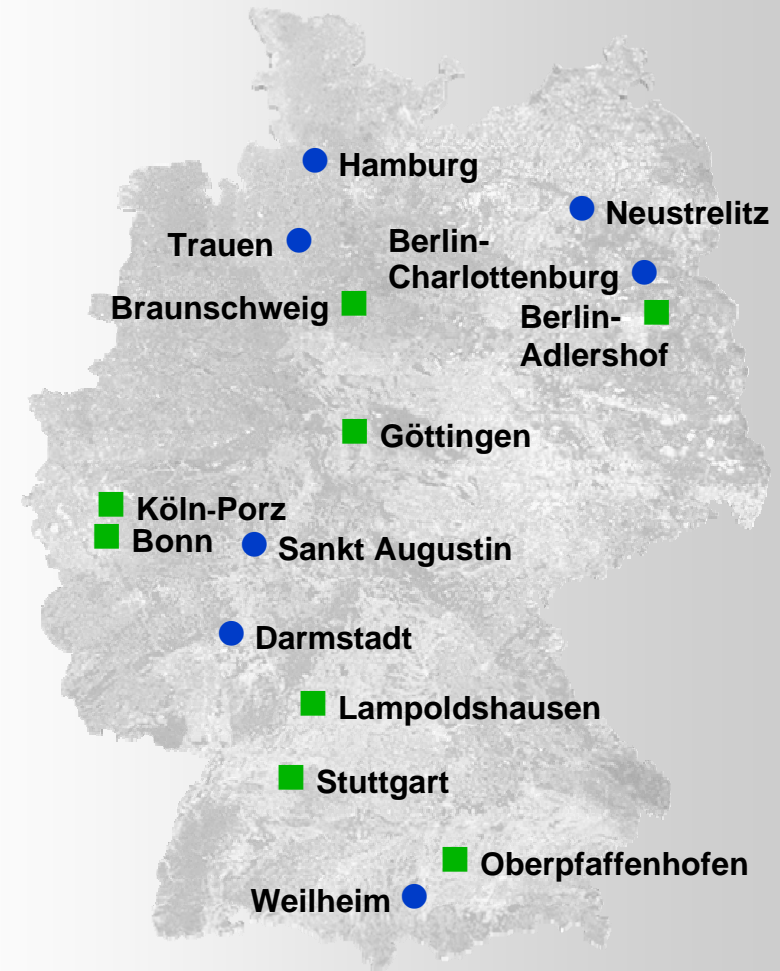 Hamburg
Neustrelitz
Trauen
Berlin-
Charlottenburg
Braunschweig
Berlin-
Adlershof
Göttingen
Köln-Porz
Bonn
Sankt Augustin
Darmstadt
Lampoldshausen
Stuttgart
Oberpfaffenhofen
Weilheim